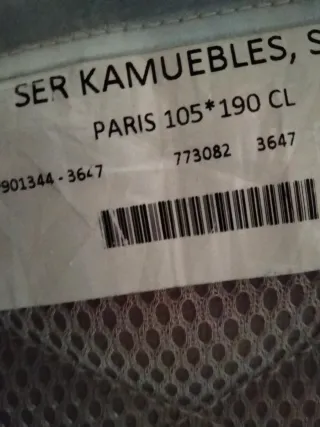 SER KAMUEBLES, S
PARIS 105*190 CL
901344 - 3647 773082 3647